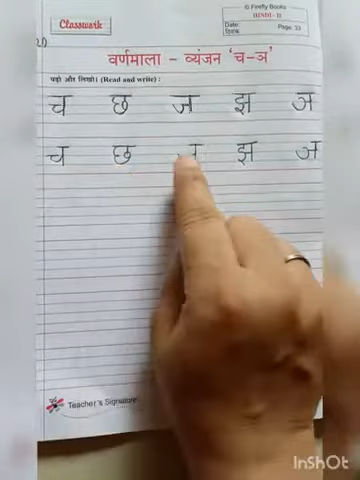 © Firefly Books
Classwork
HINDI - II
Date:
दिनांक
Page: 33
वर्णमाला – व्यंजन ‘च-ञ’
पढ़ो और लिखो। (Read and write) :
च छ ज झ ञ
च छ झ ञ
Teacher's Signature
InShOt